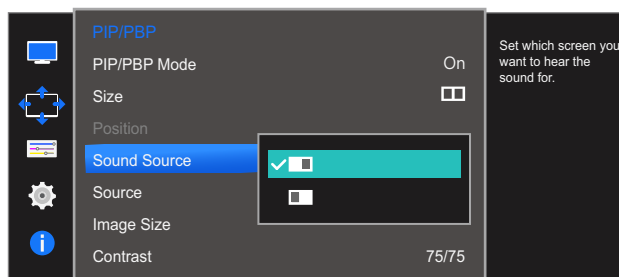 PIP/PBP
PIP/PBP Mode On
Size
Position
Sound Source
Source
Image Size
Contrast 75/75
Set which screen you
want to hear the
sound for.